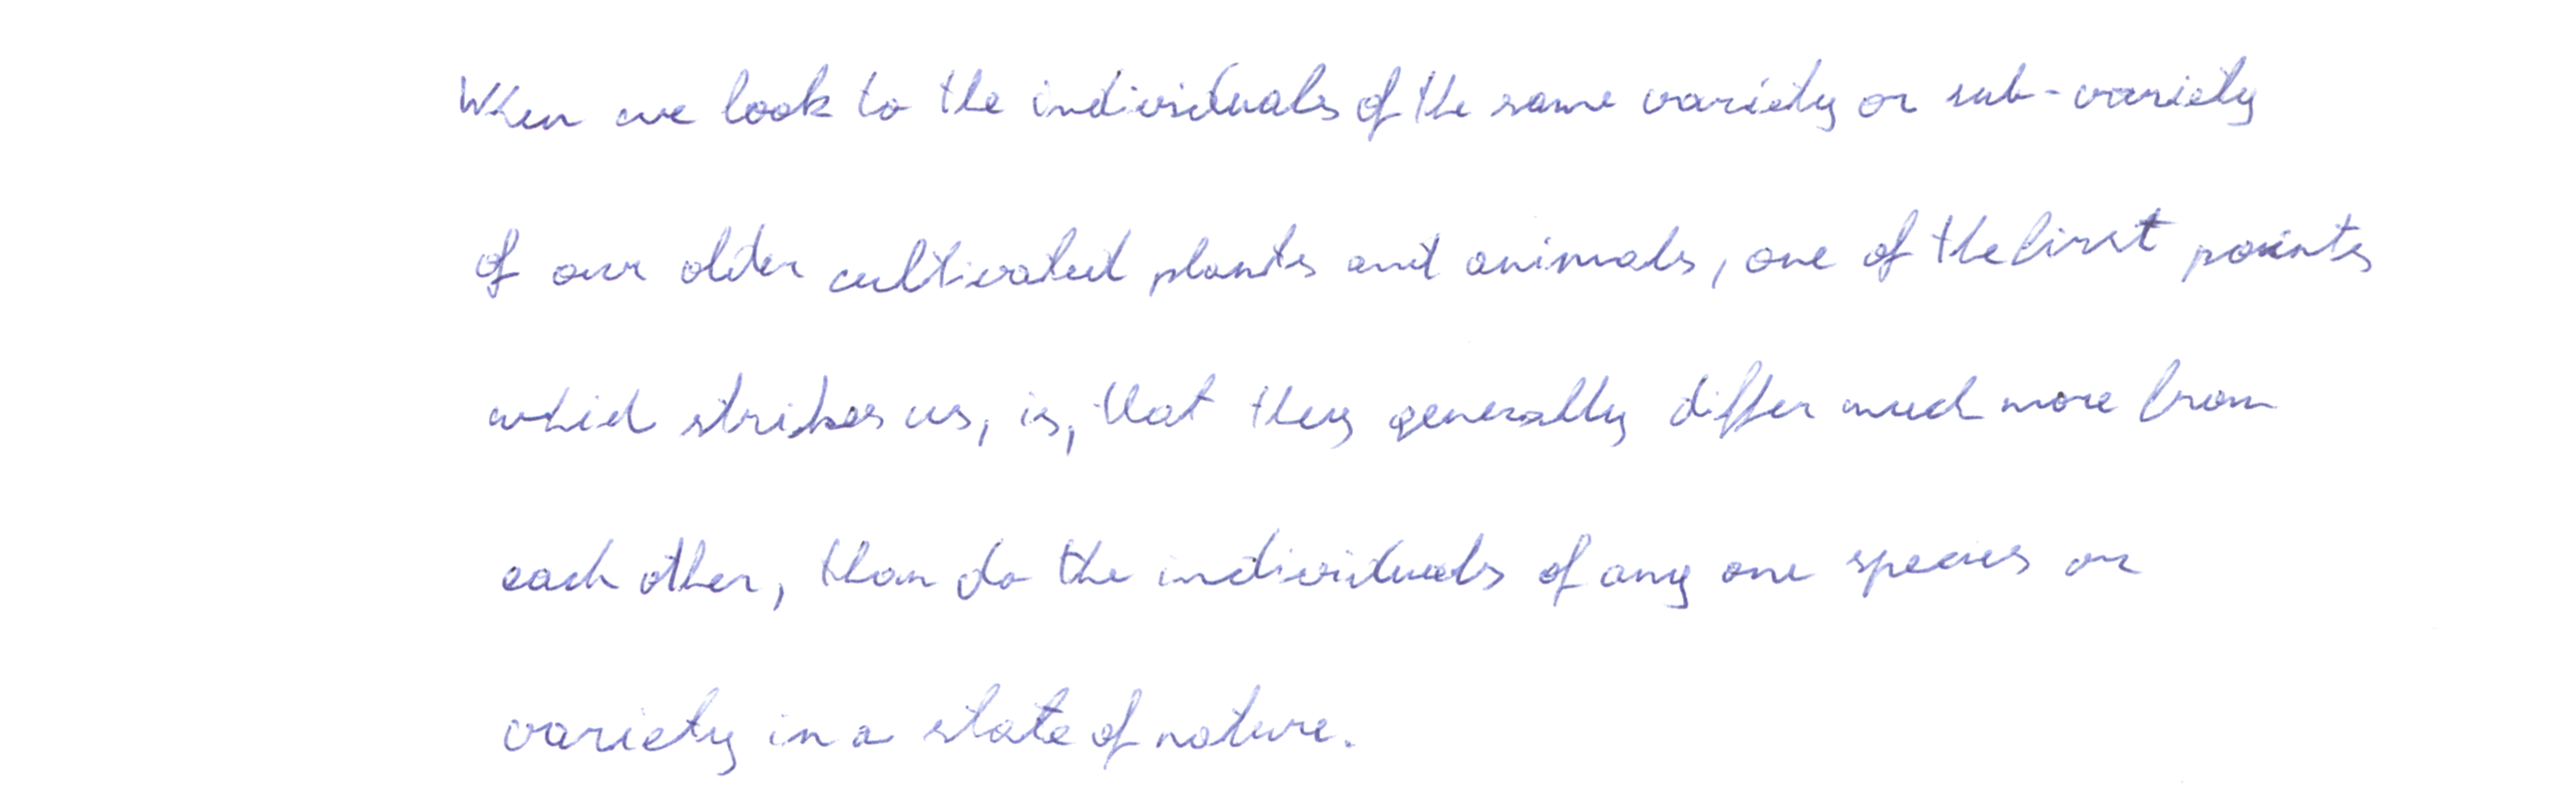 When we look to the individuals of the same variety or sub-variety
of our older cultivated plants and animals, one of the first points
which strikes us, is, that they generally differ much more from
each other, than do the individuals of any one species or
variety in a state of nature.